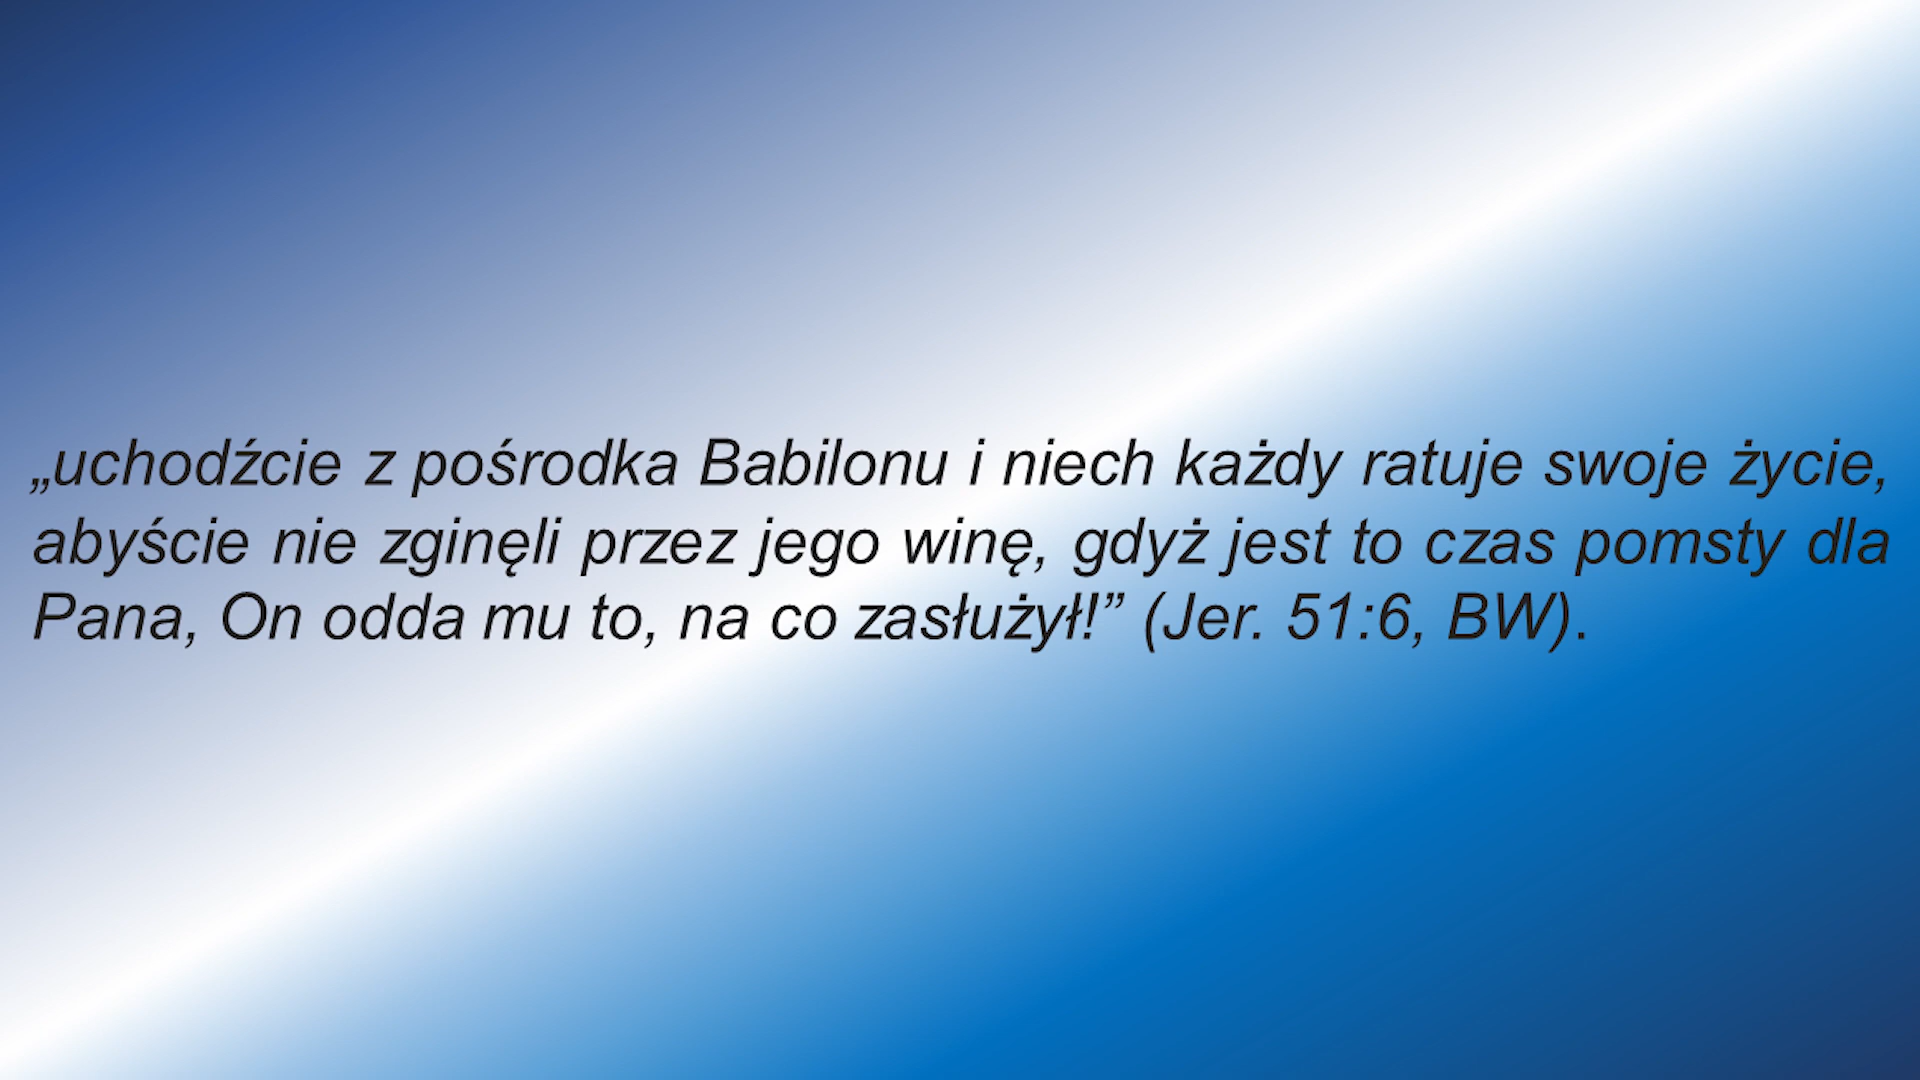 „uchodźcie z pośrodka Babilonu i niech każdy ratuje swoje życie,
abyście nie zginęli przez jego winę, gdyż jest to czas pomsty dla
Pana, On odda mu to, na co zasłużył!” (Jer. 51:6, BW).